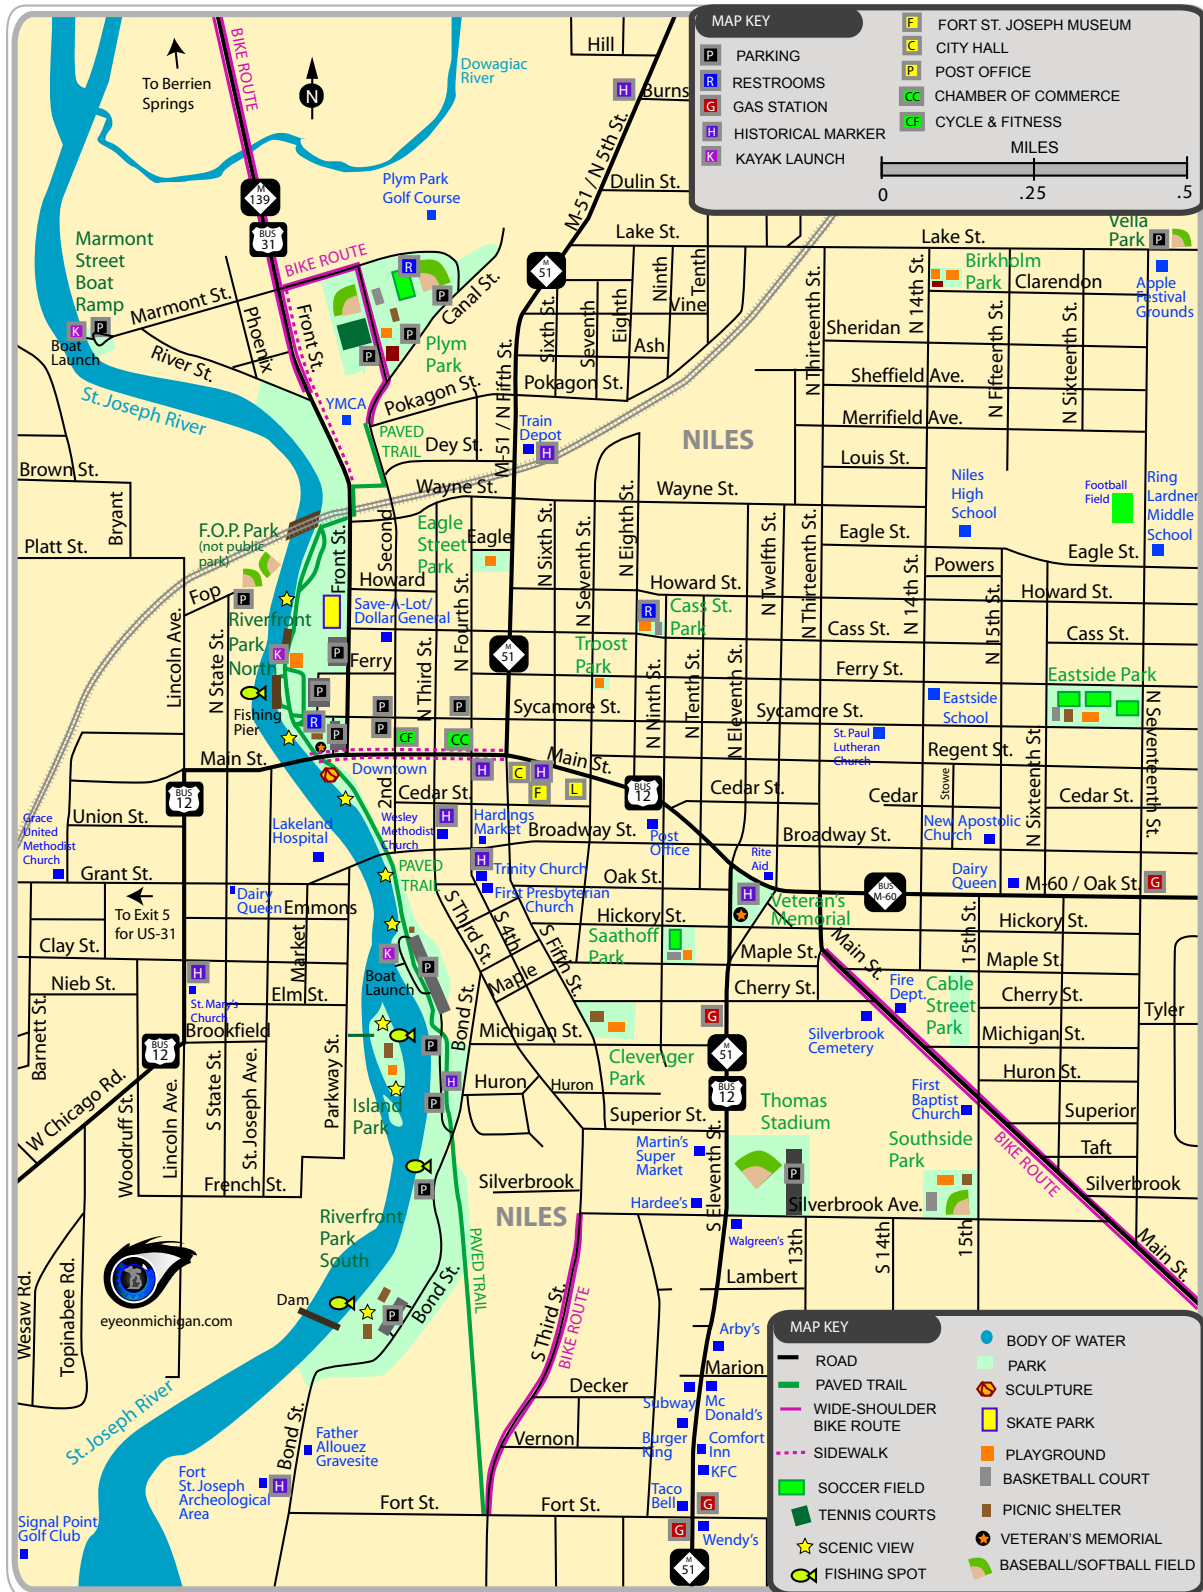 MAP KEY
PARKING
RESTROOMS
GAS STATION
HISTORICAL MARKER
KAYAK LAUNCH
FORT ST. JOSEPH MUSEUM
CITY HALL
POST OFFICE
CHAMBER OF COMMERCE
CYCLE & FITNESS
MILES
0 .25 .5
To Berrien
Springs
BIKE ROUTE
N
Dowagiac
River
Hill
Burns
M-51 / N 5th St.
Dulin St.
Plym Park
Golf Course
M
139
BUS
31
Lake St.
Lake St.
Vella
Park
Marmont
Street
Boat
Ramp
BIKE ROUTE
M
51
Birkholm
Park
Clarendon
Apple
Festival
Grounds
Marmont St.
Canal St.
Ninth
Tenth
Vine
Phoenix
Front St.
Sixth St.
Seventh
Eighth
N Thirteenth St.
N 14th St.
Sheridan
N Fifteenth St.
N Sixteenth St.
Boat
Launch
River St.
Plym
Park
Ash
Sheffield Ave.
St. Joseph River
YMCA
Pokagon St.
Pokagon St.
Merrifield Ave.
M-51 / N Fifth St.
PAVED
TRAIL
Dey St.
Train
Depot
NILES
Louis St.
Brown St.
Bryant
Wayne St.
Wayne St.
Niles
High
School
Football
Field
Ring
Lardner
Middle
School
F.O.P. Park
(not public
park)
Platt St.
Front St.
Second
Eagle
Street
Park
Eagle
N Sixth St.
N Seventh St.
N Eighth St.
N Twelfth St.
N Thirteenth St.
Eagle St.
Eagle St.
Powers
Howard
Howard St.
Howard St.
Fop
Lincoln Ave.
N State St.
Riverfront
Park
North
Save-A-Lot/
Dollar General
N Third St.
N Fourth St.
Cass St.
Park
Cass St.
Cass St.
N 14th St.
N 15th St.
Ferry
M
51
Troost
Park
Ferry St.
Eastside Park
Fishing
Pier
Sycamore St.
N Ninth St.
N Tenth St.
N Eleventh St.
Sycamore St.
Eastside
School
St. Paul
Lutheran
Church
Regent St.
N Sixteenth St.
N Seventeenth St.
Main St.
Downtown
Main St.
BUS
12
BUS
12
2nd
Cedar St.
Cedar St.
Cedar
Stowe
Cedar St.
Union St.
Grace
United
Methodist
Church
Lakeland
Hospital
Wesley
Methodist
Church
Hardings
Market
Broadway St.
Post
Office
Broadway St.
New Apostolic
Church
Rite
Aid
Grant St.
PAVED
TRAIL
Trinity Church
First Presbyterian
Church
Oak St.
Dairy
Queen
M-60 / Oak St.
BUS
M-60
To Exit 5
for US-31
Dairy
Queen
Emmons
Market
Hickory St.
Veteran's
Memorial
Hickory St.
15th St.
Clay St.
S Third St.
S 4th
S Fifth St.
Saathoff
Park
Maple St.
Main St.
Maple St.
Nieb St.
St. Mary's
Church
Elm St.
Boat
Launch
Maple
Cherry St.
Fire
Dept.
Cable
Street
Park
Cherry St.
Tyler
Barnett St.
BUS
12
Brookfield
Bond St.
Michigan St.
Silverbrook
Cemetery
Michigan St.
Clevenger
Park
M
51
BUS
12
Huron
Huron
Huron St.
W Chicago Rd.
Woodruff St.
Lincoln Ave.
S State St.
St. Joseph Ave.
Parkway St.
Island
Park
Superior St.
Thomas
Stadium
First
Baptist
Church
Superior
Southside
Park
Taft
Martin's
Super
Market
BIKE ROUTE
French St.
Silverbrook
Hardee's
S Eleventh St.
Silverbrook Ave.
Silverbrook
NILES
Walgreen's
13th
S 14th
15th
Main St.
Riverfront
Park
South
PAVED TRAIL
Wesaw Rd.
Topinabee Rd.
eyeonmichigan.com
Dam
Bond St.
Lambert
S Third St.
BIKE ROUTE
Arby's
Marion
Decker
Subway
Mc
Donald's
St. Joseph River
Bond St.
Father
Allouez
Gravesite
Vernon
Burger
King
Comfort
Inn
KFC
Fort
St. Joseph
Archeological
Area
Fort St.
Fort St.
Taco
Bell
Wendy's
Signal Point
Golf Club
M
51
MAP KEY
ROAD
PAVED TRAIL
WIDE-SHOULDER
BIKE ROUTE
SIDEWALK
SOCCER FIELD
TENNIS COURTS
SCENIC VIEW
FISHING SPOT
BODY OF WATER
PARK
SCULPTURE
SKATE PARK
PLAYGROUND
BASKETBALL COURT
PICNIC SHELTER
VETERAN'S MEMORIAL
BASEBALL/SOFTBALL FIELD